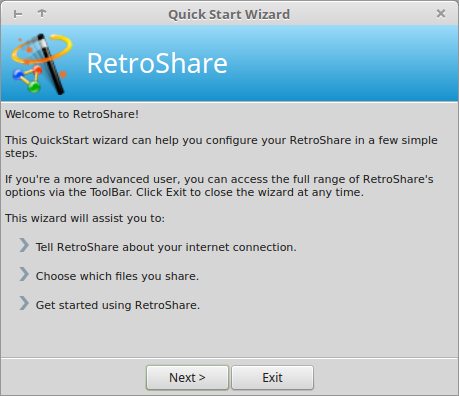 Quick Start Wizard
RetroShare
Welcome to RetroShare!
This QuickStart wizard can help you configure your RetroShare in a few simple
steps.
If you're a more advanced user, you can access the full range of RetroShare's
options via the ToolBar. Click Exit to close the wizard at any time.
This wizard will assist you to:
Tell RetroShare about your internet connection.
Choose which files you share.
Get started using RetroShare.
Next >
Exit